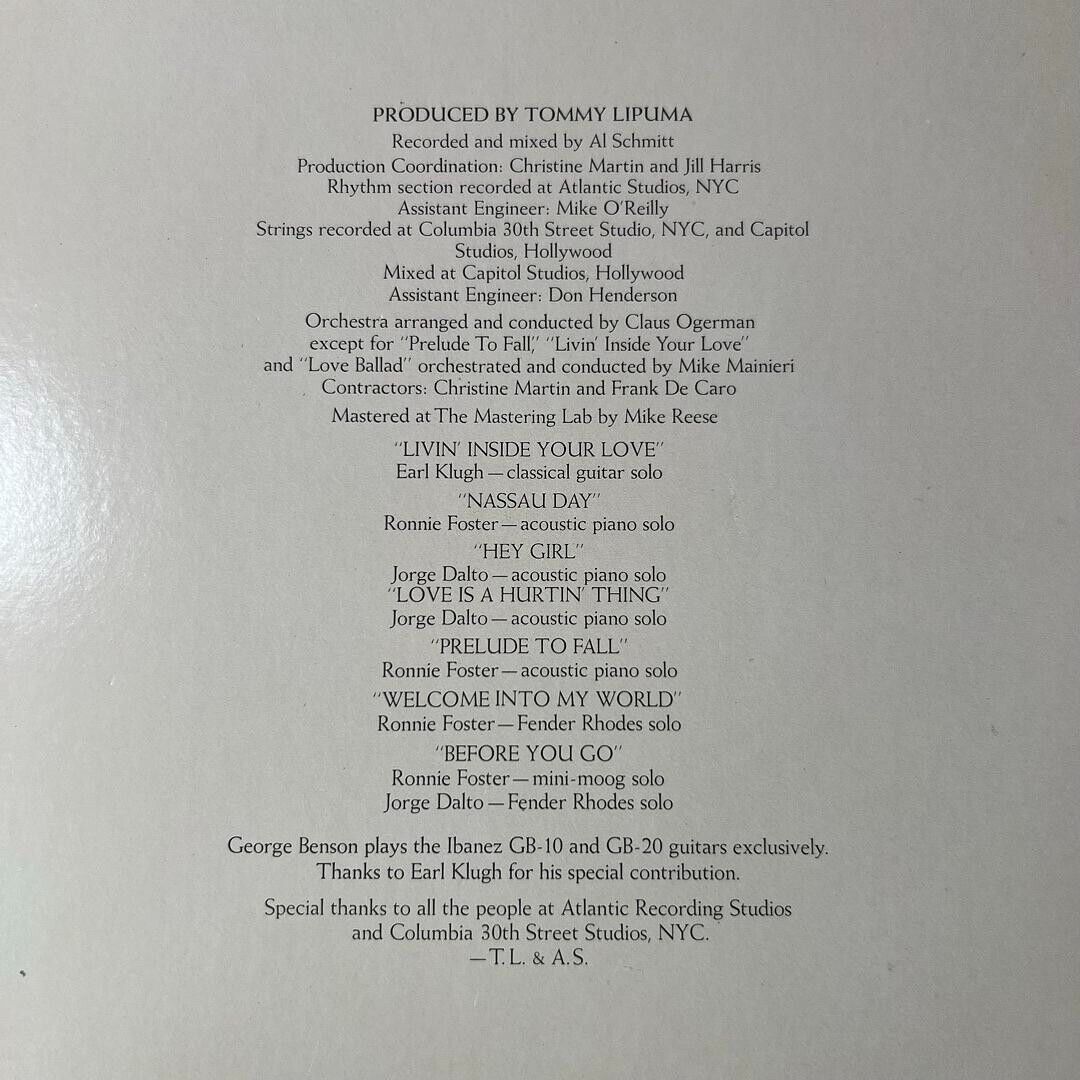 PRODUCED BY TOMMY LIPUMA
Recorded and mixed by Al Schmitt
Production Coordination: Christine Martin and Jill Harris
Rhythm section recorded at Atlantic Studios, NYC
Assistant Engineer: Mike O'Reilly
Strings recorded at Columbia 30th Street Studio, NYC, and Capitol
Studios, Hollywood
Mixed at Capitol Studios, Hollywood
Assistant Engineer: Don Henderson
Orchestra arranged and conducted by Claus Ogerman
except for "Prelude To Fall," "Livin' Inside Your Love"
and "Love Ballad" orchestrated and conducted by Mike Mainieri
Contractors: Christine Martin and Frank De Caro
Mastered at The Mastering Lab by Mike Reese
"LIVIN' INSIDE YOUR LOVE"
Earl Klugh—classical guitar solo
"NASSAU DAY"
Ronnie Foster—acoustic piano solo
"HEY GIRL"
Jorge Dalto—acoustic piano solo
"LOVE IS A HURTIN' THING"
Jorge Dalto—acoustic piano solo
"PRELUDE TO FALL"
Ronnie Foster—acoustic piano solo
"WELCOME INTO MY WORLD"
Ronnie Foster—Fender Rhodes solo
"BEFORE YOU GO"
Ronnie Foster—mini-moog solo
Jorge Dalto—Fender Rhodes solo
George Benson plays the Ibanez GB-10 and GB-20 guitars exclusively.
Thanks to Earl Klugh for his special contribution.
Special thanks to all the people at Atlantic Recording Studios
and Columbia 30th Street Studios, NYC.
—T.L. & A.S.